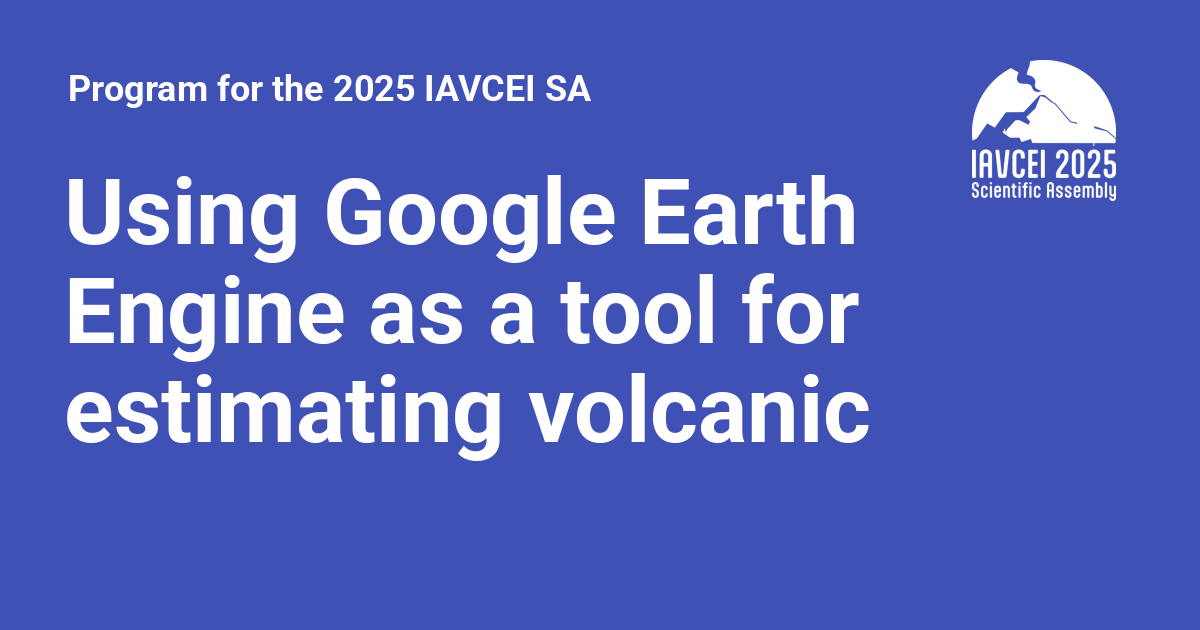 Program for the 2025 IAVCEI SA
IAVCEI 2025
Scientific Assembly
Using Google Earth
Engine as a tool for
estimating volcanic